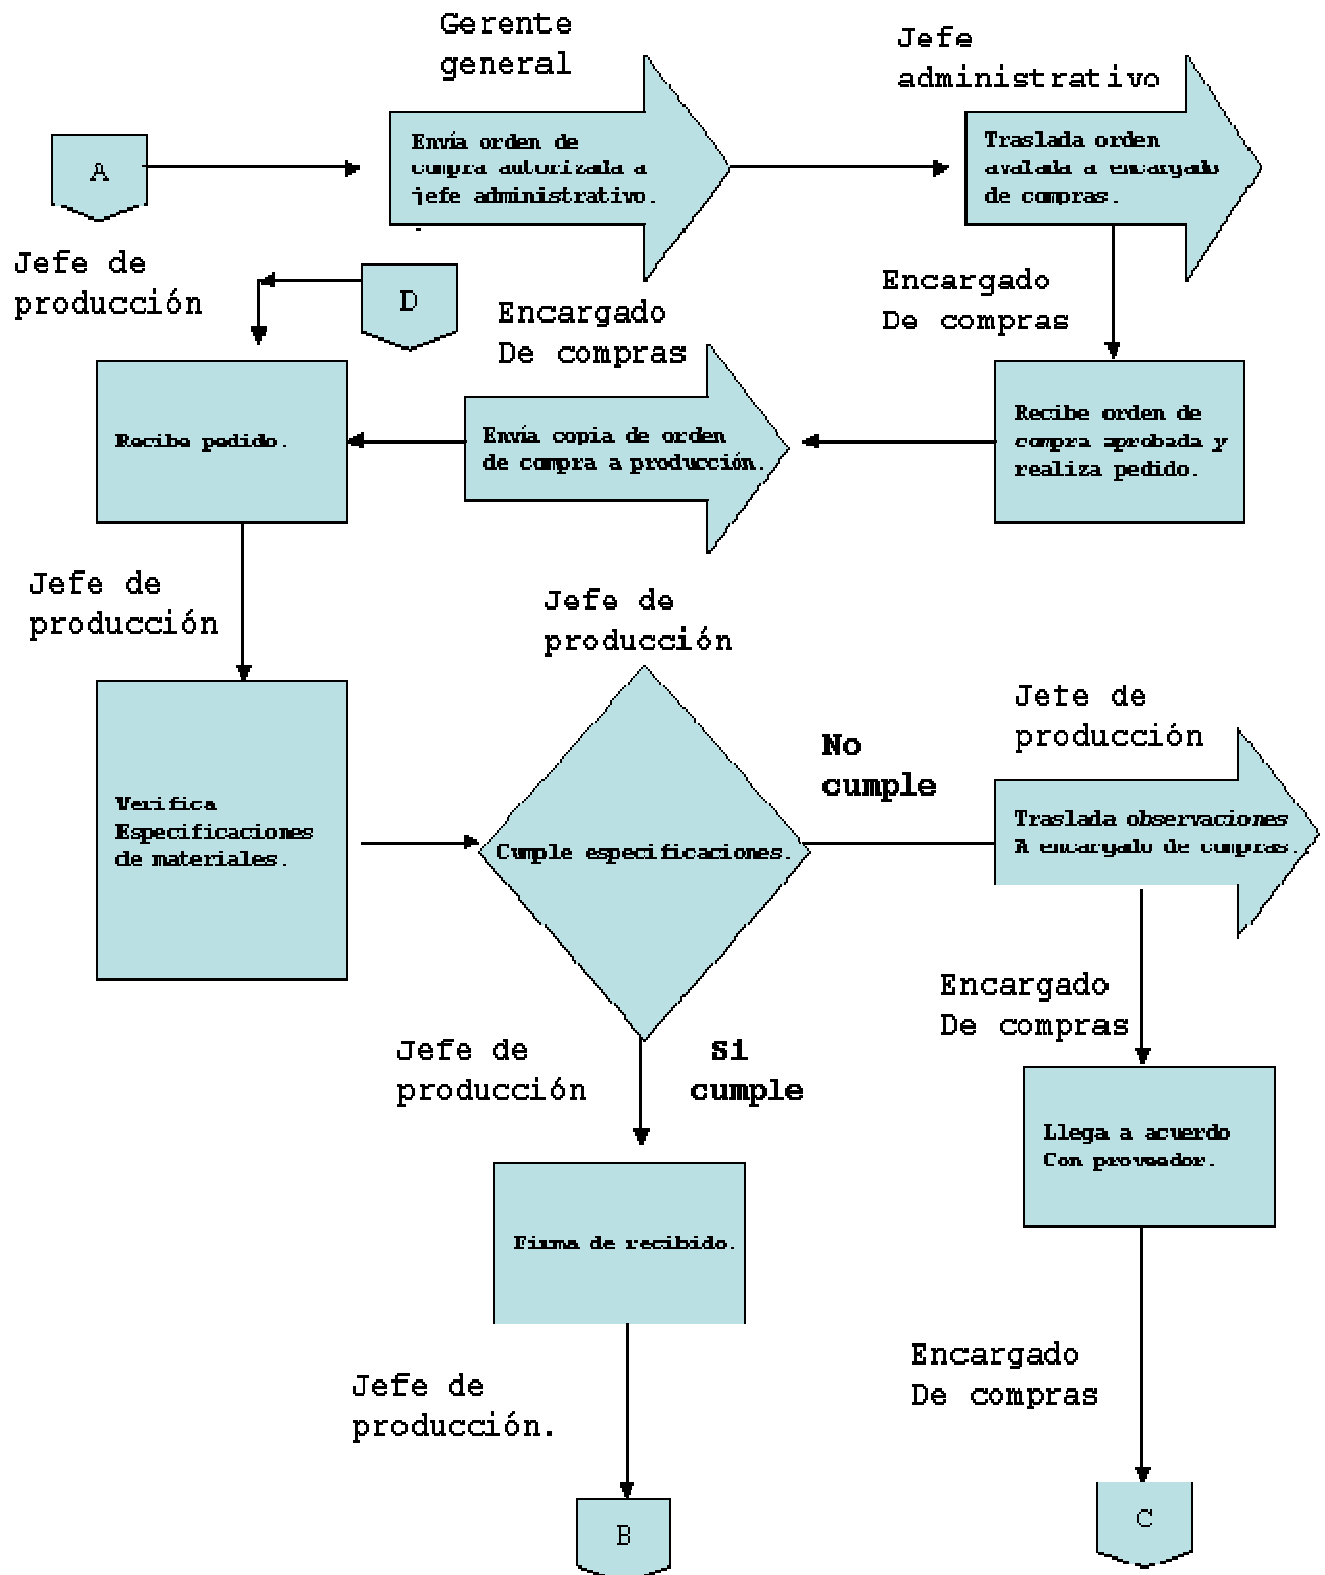 Gerente
general
Jefe
administrativo
A
Envía orden de
compra autorizada a
jefe administrativo.
Traslada orden
avalada a encargado
de compras.
Jefe de
producción
D
Encargado
De compras
Encargado
De compras
Recibe pedido.
Envía copia de orden
de compra a producción.
Recibe orden de
compra aprobada y
realiza pedido.
Jefe de
producción
Jefe de
producción
Jefe de
producción
No
cumple
Verifica
Especificaciones
de materiales.
Cumple especificaciones.
Traslada observaciones
A encargado de compras.
Encargado
De compras
Jefe de
producción
Si
cumple
Llega a acuerdo
Con proveedor.
Firma de recibido.
Encargado
De compras
Jefe de
producción.
B
C